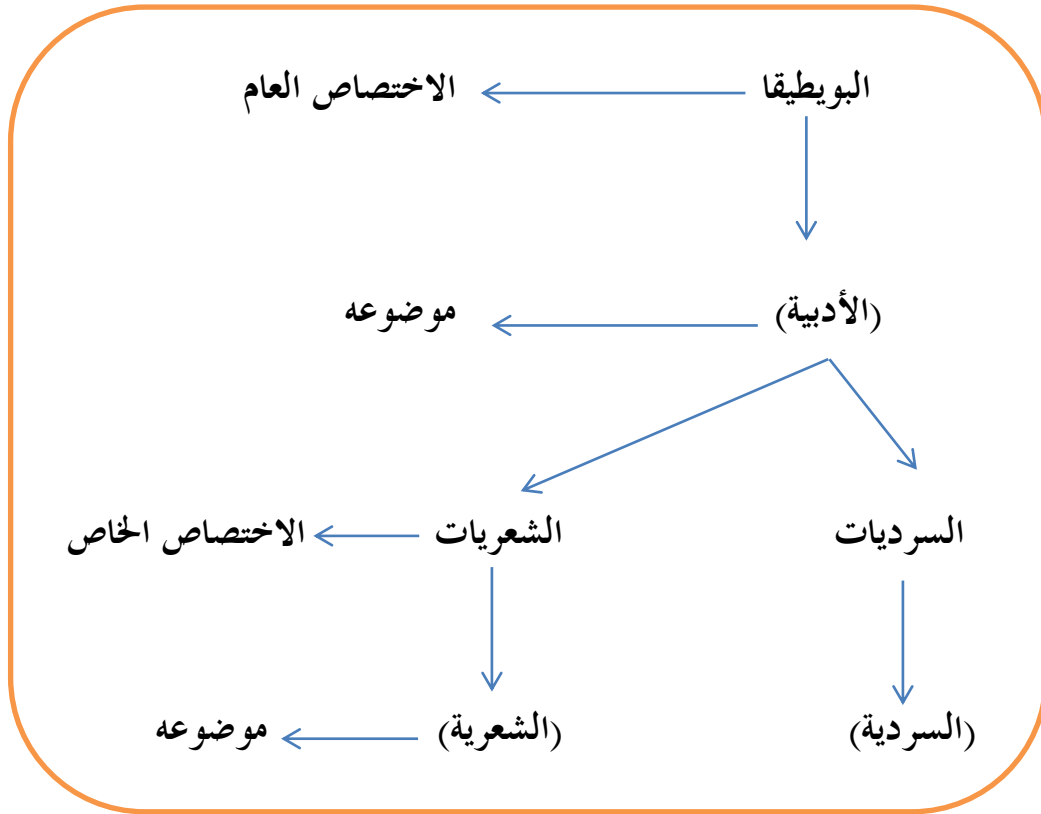 البويطيقا الاختصاص العام
(الأدبية) موضوعه
السرديات الشعريات الاختصاص الخاص
(السردية) (الشعرية) موضوعه